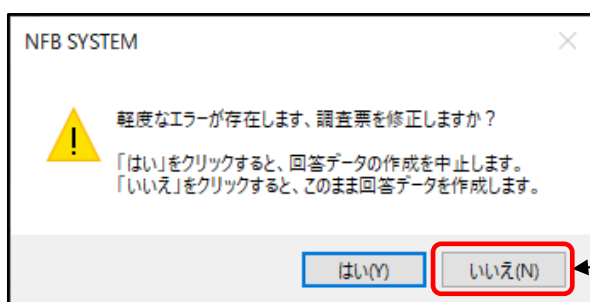 NFB SYSTEM
軽度なエラーが存在します、調査票を修正しますか？
「はい」をクリックすると、回答データの作成を中止します。
「いいえ」をクリックすると、このまま回答データを作成します。
はい(Y)
いいえ(N)